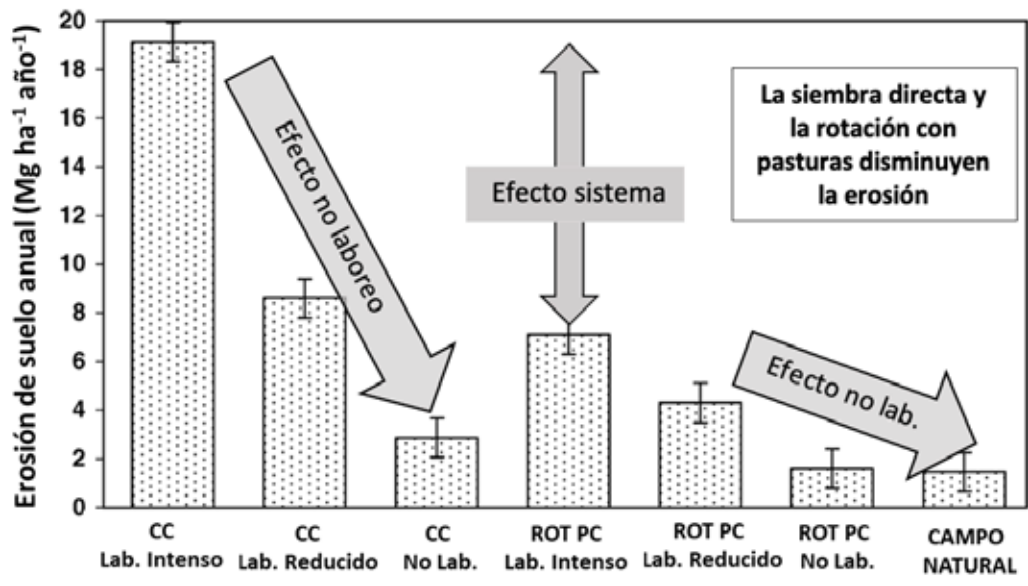 Erosión de suelo anual (Mg ha⁻¹ año⁻¹)
20
18
16
14
12
10
8
6
4
2
0
Efecto no laboreo
Efecto sistema
La siembra directa y
la rotación con
pasturas disminuyen
la erosión
Efecto no lab.
CC
Lab. Intenso
CC
Lab. Reducido
CC
No Lab.
ROT PC
Lab. Intenso
ROT PC
Lab. Reducido
ROT PC
No Lab.
CAMPO
NATURAL